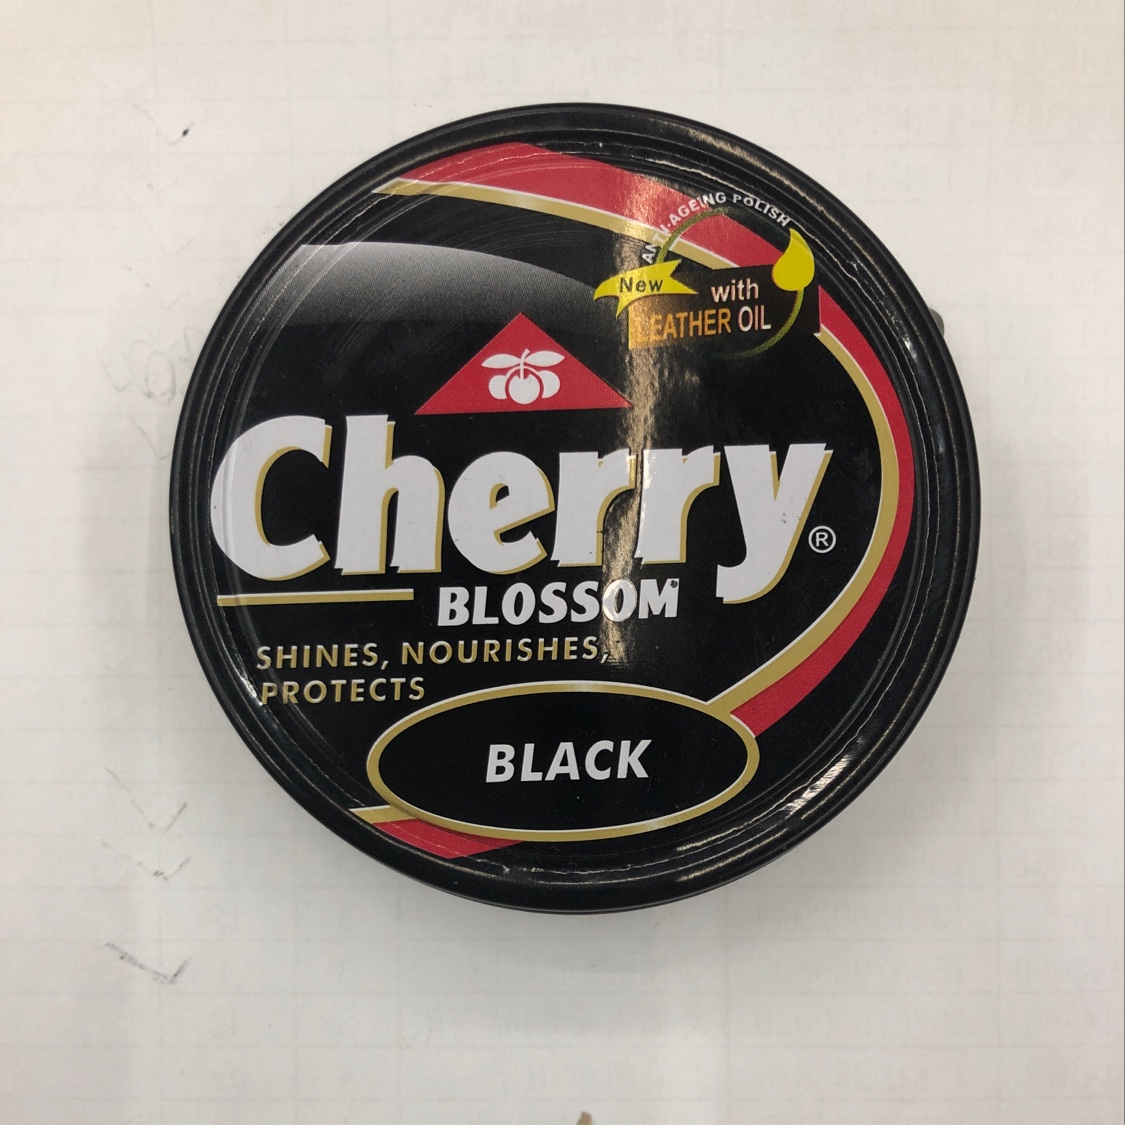 ANTI-AGEING POLISH
New
with
LEATHER OIL
Cherry®
BLOSSOM
SHINES, NOURISHES,
PROTECTS
BLACK